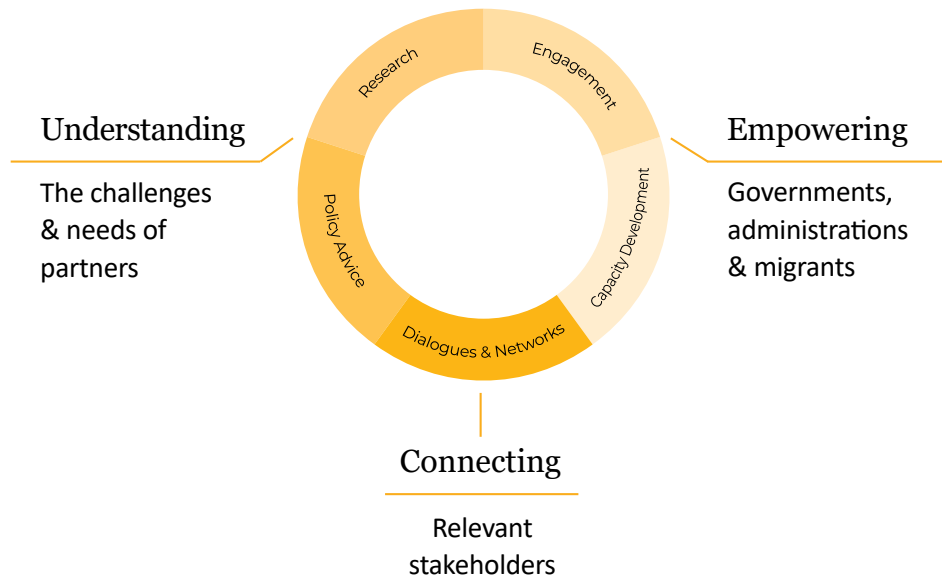 Research
Engagement
Understanding
The challenges
& needs of
partners
Empowering
Governments,
administrations
& migrants
Policy Advice
Capacity Development
Dialogues & Networks
Connecting
Relevant
stakeholders